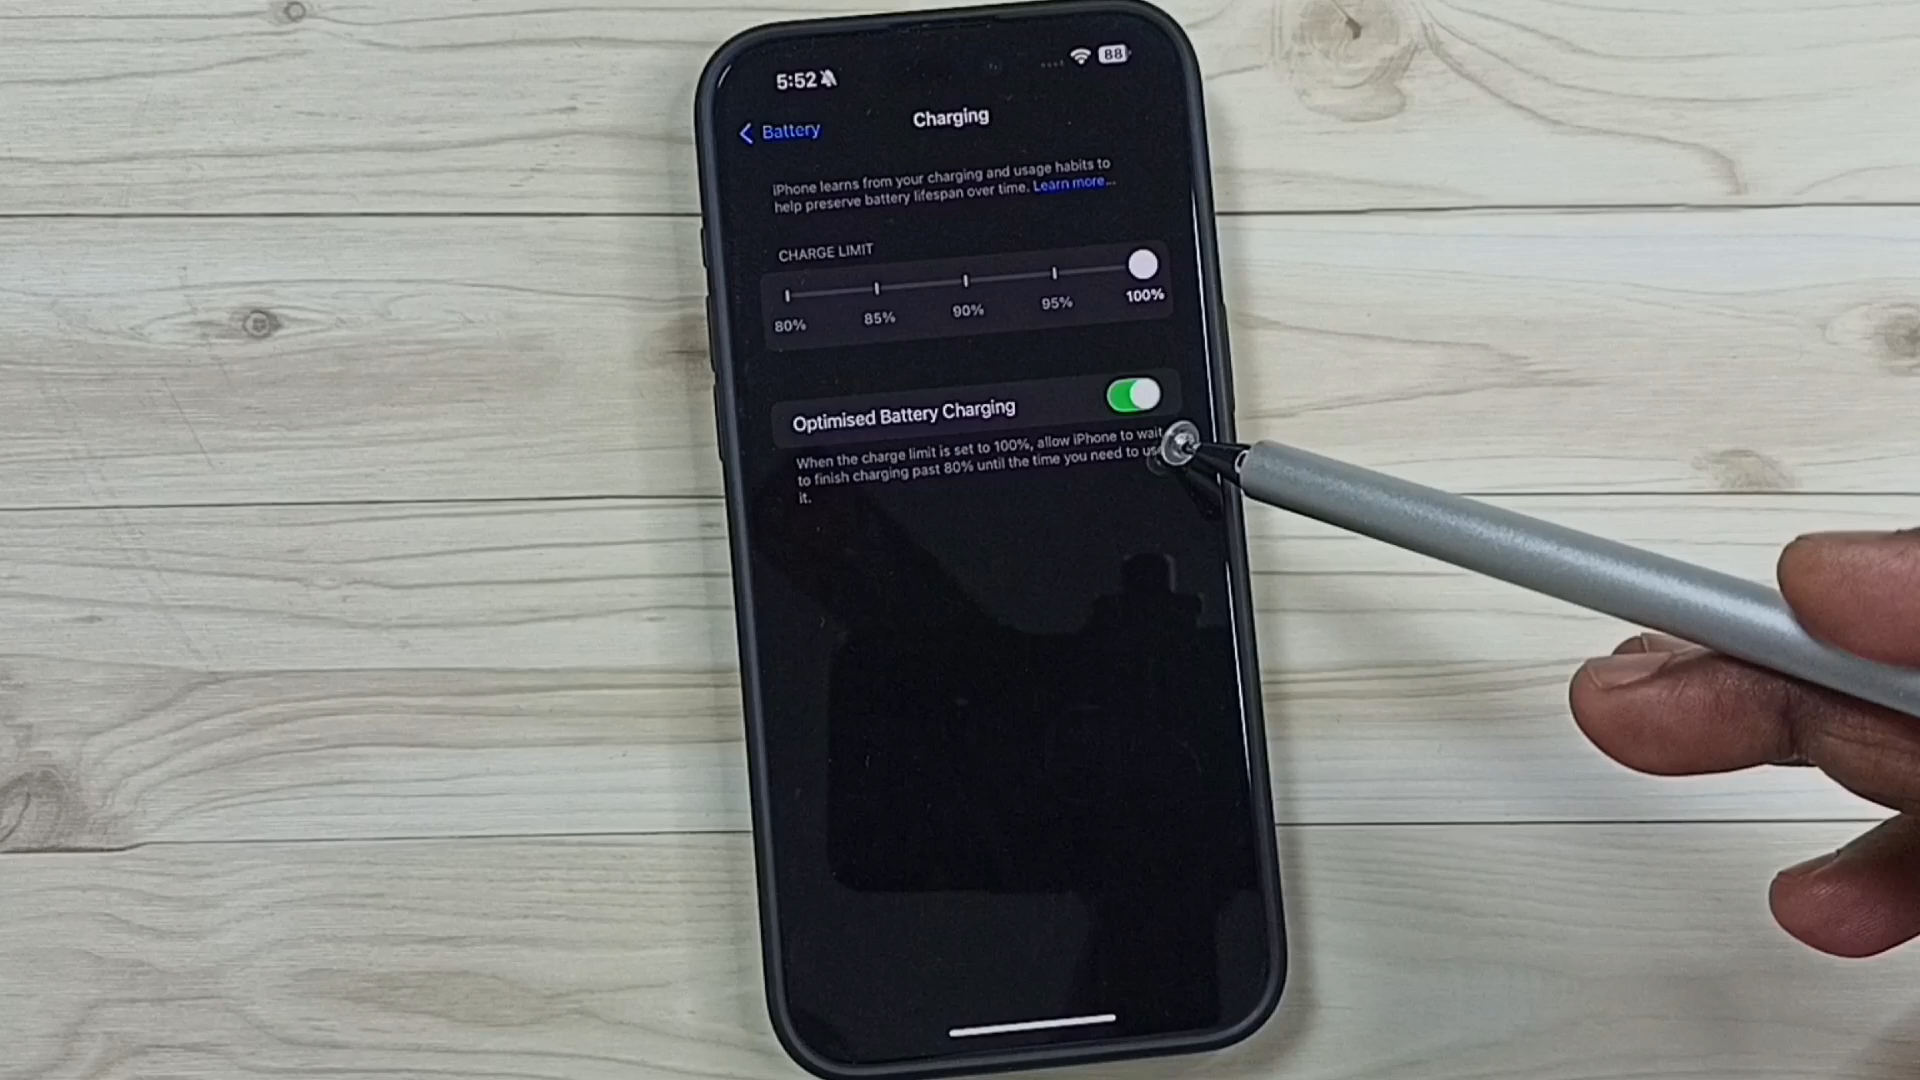 5:52
88
Battery
Charging
iPhone learns from your charging and usage habits to
help preserve battery lifespan over time. Learn more...
CHARGE LIMIT
80% 85% 90% 95% 100%
Optimised Battery Charging
When the charge limit is set to 100%, allow iPhone to wait
to finish charging past 80% until the time you need to use
it.